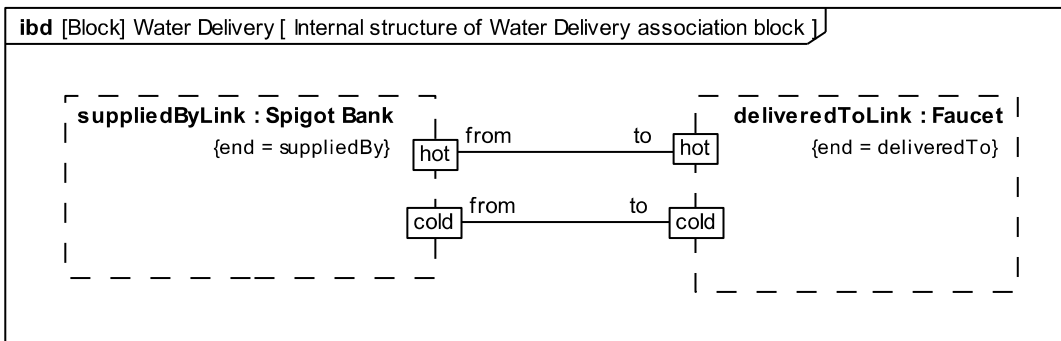 ibd [Block] Water Delivery [ Internal structure of Water Delivery association block ]
suppliedByLink : Spigot Bank
{end = suppliedBy}
deliveredToLink : Faucet
{end = deliveredTo}
hot
from
to
hot
cold
from
to
cold